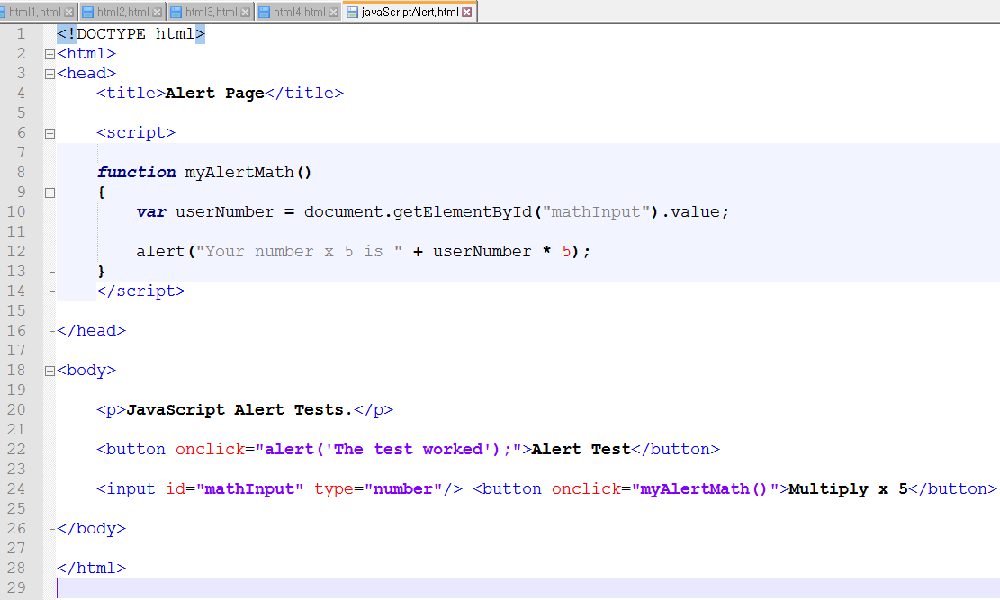 html1,html html2,html html3,html html4,html javaScriptAlert,html
1 <!DOCTYPE html>
2 <html>
3 <head>
4 <title>Alert Page</title>
5
6 <script>
7
8 function myAlertMath()
9 {
10 var userNumber = document.getElementById("mathInput").value;
11
12 alert("Your number x 5 is " + userNumber * 5);
13 }
14 </script>
15
16 </head>
17
18 <body>
19
20 <p>JavaScript Alert Tests.</p>
21
22 <button onclick="alert('The test worked');">Alert Test</button>
23
24 <input id="mathInput" type="number"/> <button onclick="myAlertMath()">Multiply x 5</button>
25
26 </body>
27
28 </html>
29